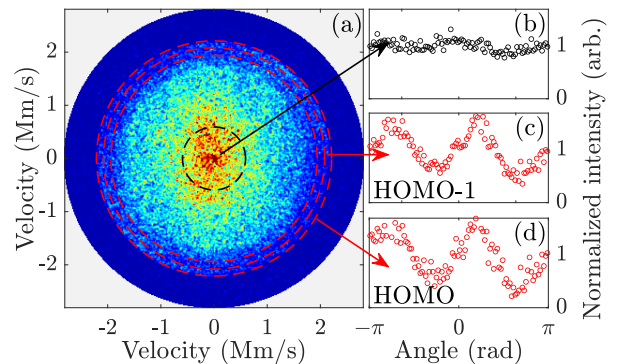 (a)
2
1
0
-1
-2
Velocity (Mm/s)
-2 -1 0 1 2
Velocity (Mm/s)
(b)
1
0
(c)
1
HOMO-1
0
(d)
1
HOMO
0
−π 0 π
Angle (rad)
Normalized intensity (arb.)